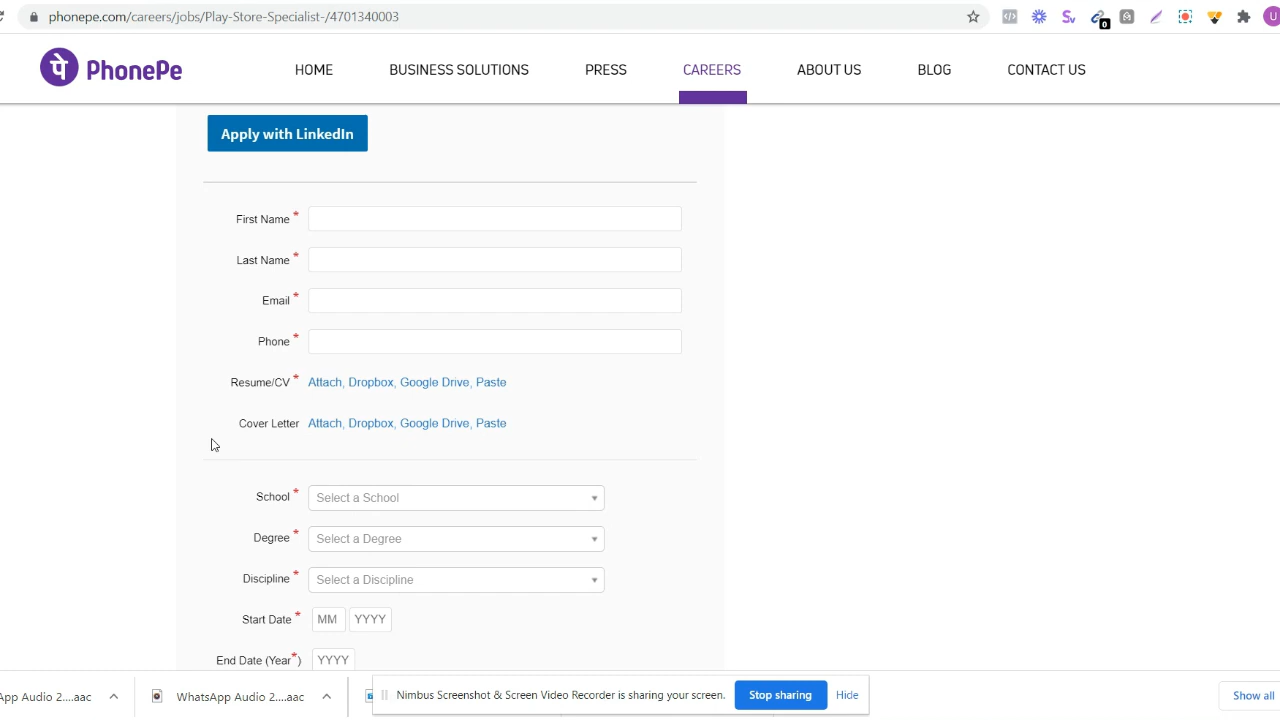 phonepe.com/careers/jobs/Play-Store-Specialist-/4701340003
0
U
पे PhonePe
HOME BUSINESS SOLUTIONS PRESS CAREERS ABOUT US BLOG CONTACT US
Apply with LinkedIn
First Name *
Last Name *
Email *
Phone *
Resume/CV * Attach, Dropbox, Google Drive, Paste
Cover Letter Attach, Dropbox, Google Drive, Paste
School * Select a School
Degree * Select a Degree
Discipline * Select a Discipline
Start Date * MM YYYY
End Date (Year*) YYYY
App Audio 2....aac WhatsApp Audio 2....aac Nimbus Screenshot & Screen Video Recorder is sharing your screen. Stop sharing Hide Show all